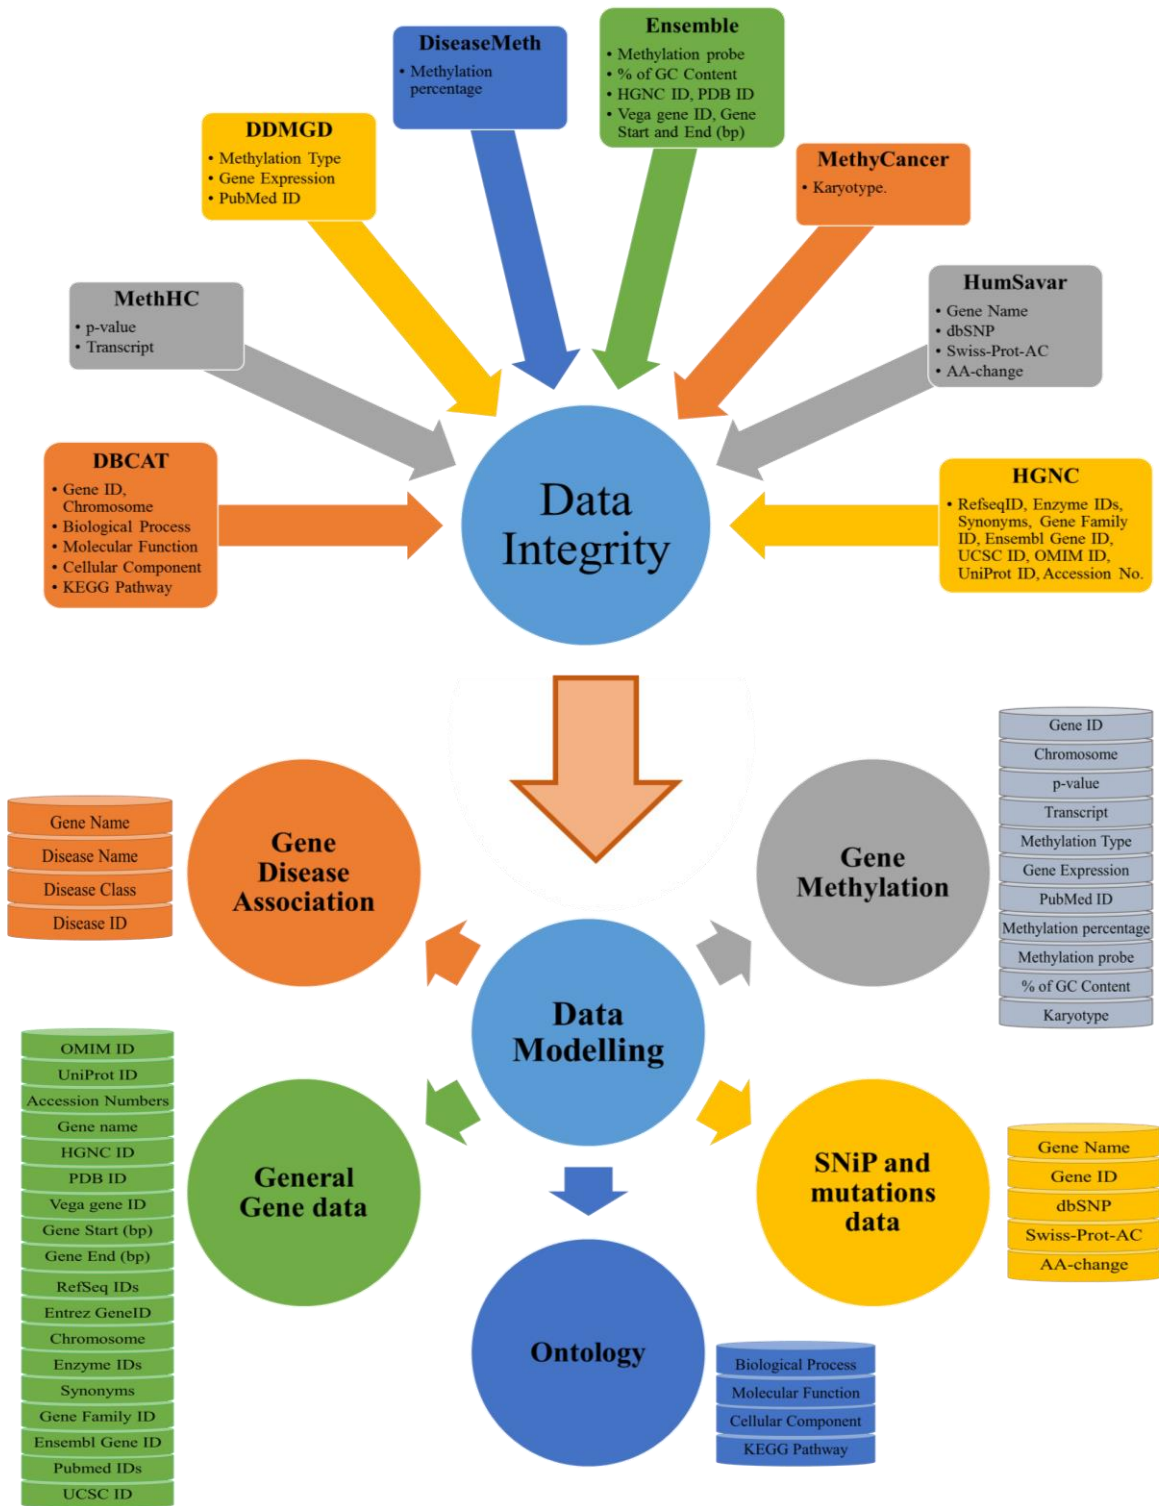 Ensemble
• Methylation probe
• % of GC Content
• HGNC ID, PDB ID
• Vega gene ID, Gene
Start and End (bp)
DiseaseMeth
• Methylation
percentage
DDMGD
• Methylation Type
• Gene Expression
• PubMed ID
MethyCancer
• Karyotype.
MethHC
• p-value
• Transcript
HumSavar
• Gene Name
• dbSNP
• Swiss-Prot-AC
• AA-change
DBCAT
• Gene ID,
Chromosome
• Biological Process
• Molecular Function
• Cellular Component
• KEGG Pathway
Data
Integrity
HGNC
• RefseqID, Enzyme IDs,
Synonyms, Gene Family
ID, Ensembl Gene ID,
UCSC ID, OMIM ID,
UniProt ID, Accession No.
Gene Name
Disease Name
Disease Class
Disease ID
Gene
Disease
Association
Gene
Methylation
Gene ID
Chromosome
p-value
Transcript
Methylation Type
Gene Expression
PubMed ID
Methylation percentage
Methylation probe
% of GC Content
Karyotype
Data
Modelling
OMIM ID
UniProt ID
Accession Numbers
Gene name
HGNC ID
PDB ID
Vega gene ID
Gene Start (bp)
Gene End (bp)
RefSeq IDs
Entrez GeneID
Chromosome
Enzyme IDs
Synonyms
Gene Family ID
Ensembl Gene ID
Pubmed IDs
UCSC ID
General
Gene data
SNiP and
mutations
data
Gene Name
Gene ID
dbSNP
Swiss-Prot-AC
AA-change
Ontology
Biological Process
Molecular Function
Cellular Component
KEGG Pathway